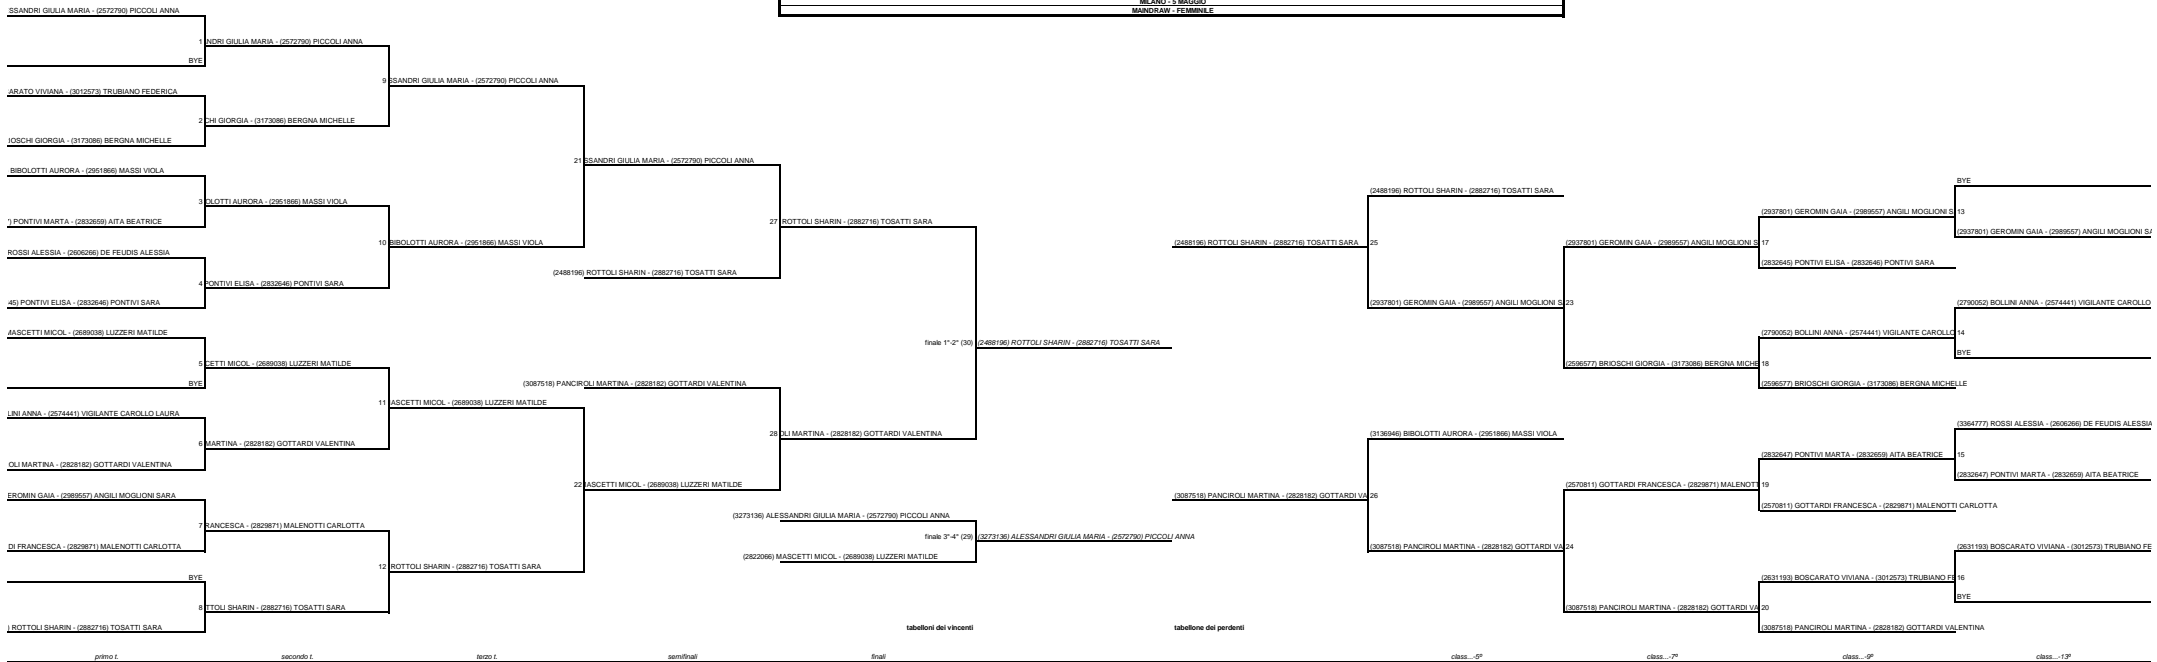 MILANO - 5 MAGGIO
MAINDRAW - FEMMINILE
SSANDRI GIULIA MARIA - (2572790) PICCOLI ANNA
1 NDRI GIULIA MARIA - (2572790) PICCOLI ANNA
BYE
9 SSANDRI GIULIA MARIA - (2572790) PICCOLI ANNA
ARATO VIVIANA - (3012573) TRUBIANO FEDERICA
2 CHI GIORGIA - (3173086) BERGNA MICHELLE
IOSCHI GIORGIA - (3173086) BERGNA MICHELLE
21 SSANDRI GIULIA MARIA - (2572790) PICCOLI ANNA
BIBOLOTTI AURORA - (2951866) MASSI VIOLA
3 OLOTTI AURORA - (2951866) MASSI VIOLA
') PONTIVI MARTA - (2832659) AITA BEATRICE
27 ROTTOLI SHARIN - (2882716) TOSATTI SARA
10 BIBOLOTTI AURORA - (2951866) MASSI VIOLA
ROSSI ALESSIA - (2606266) DE FEUDIS ALESSIA
(2488196) ROTTOLI SHARIN - (2882716) TOSATTI SARA
4 PONTIVI ELISA - (2832646) PONTIVI SARA
45) PONTIVI ELISA - (2832646) PONTIVI SARA
MASCETTI MICOL - (2689038) LUZZERI MATILDE
finale 1°-2° (30) (2488196) ROTTOLI SHARIN - (2882716) TOSATTI SARA
5 CETTI MICOL - (2689038) LUZZERI MATILDE
BYE
(3087518) PANCIROLI MARTINA - (2828182) GOTTARDI VALENTINA
11 IASCETTI MICOL - (2689038) LUZZERI MATILDE
LINI ANNA - (2574441) VIGILANTE CAROLLO LAURA
28 OLI MARTINA - (2828182) GOTTARDI VALENTINA
6 MARTINA - (2828182) GOTTARDI VALENTINA
OLI MARTINA - (2828182) GOTTARDI VALENTINA
22 IASCETTI MICOL - (2689038) LUZZERI MATILDE
EROMIN GAIA - (2989557) ANGILI MOGLIONI SARA
(3273136) ALESSANDRI GIULIA MARIA - (2572790) PICCOLI ANNA
7 RANCESCA - (2829871) MALENOTTI CARLOTTA
finale 3°-4° (29) (3273136) ALESSANDRI GIULIA MARIA - (2572790) PICCOLI ANNA
DI FRANCESCA - (2829871) MALENOTTI CARLOTTA
(2822066) MASCETTI MICOL - (2689038) LUZZERI MATILDE
12 ROTTOLI SHARIN - (2882716) TOSATTI SARA
BYE
8 TTOLI SHARIN - (2882716) TOSATTI SARA
) ROTTOLI SHARIN - (2882716) TOSATTI SARA
tabelloni dei vincenti
tabellone dei perdenti
BYE
(2488196) ROTTOLI SHARIN - (2882716) TOSATTI SARA
(2937801) GEROMIN GAIA - (2989557) ANGILI MOGLIONI S 13
(2937801) GEROMIN GAIA - (2989557) ANGILI MOGLIONI SA
(2488196) ROTTOLI SHARIN - (2882716) TOSATTI SARA 25
(2937801) GEROMIN GAIA - (2989557) ANGILI MOGLIONI S 17
(2832645) PONTIVI ELISA - (2832646) PONTIVI SARA
(2937801) GEROMIN GAIA - (2989557) ANGILI MOGLIONI S 23
(2790052) BOLLINI ANNA - (2574441) VIGILANTE CAROLLO
(2790052) BOLLINI ANNA - (2574441) VIGILANTE CAROLLO 14
BYE
(2596577) BRIOSCHI GIORGIA - (3173086) BERGNA MICHE 18
(2596577) BRIOSCHI GIORGIA - (3173086) BERGNA MICHELLE
(3364777) ROSSI ALESSIA - (2606266) DE FEUDIS ALESSIA
(3136946) BIBOLOTTI AURORA - (2951866) MASSI VIOLA
(2832647) PONTIVI MARTA - (2832659) AITA BEATRICE 15
(2832647) PONTIVI MARTA - (2832659) AITA BEATRICE
(2570811) GOTTARDI FRANCESCA - (2829871) MALENOTT 19
(3087518) PANCIROLI MARTINA - (2828182) GOTTARDI VA 26
(2570811) GOTTARDI FRANCESCA - (2829871) MALENOTTI CARLOTTA
(3087518) PANCIROLI MARTINA - (2828182) GOTTARDI VA 24
(2631193) BOSCARATO VIVIANA - (3012573) TRUBIANO FE
(2631193) BOSCARATO VIVIANA - (3012573) TRUBIANO FE 16
BYE
(3087518) PANCIROLI MARTINA - (2828182) GOTTARDI VA 20
(3087518) PANCIROLI MARTINA - (2828182) GOTTARDI VALENTINA
primo t. secondo t. terzo t. semifinali finali class...-5º class...-7º class...-9º class...-13º